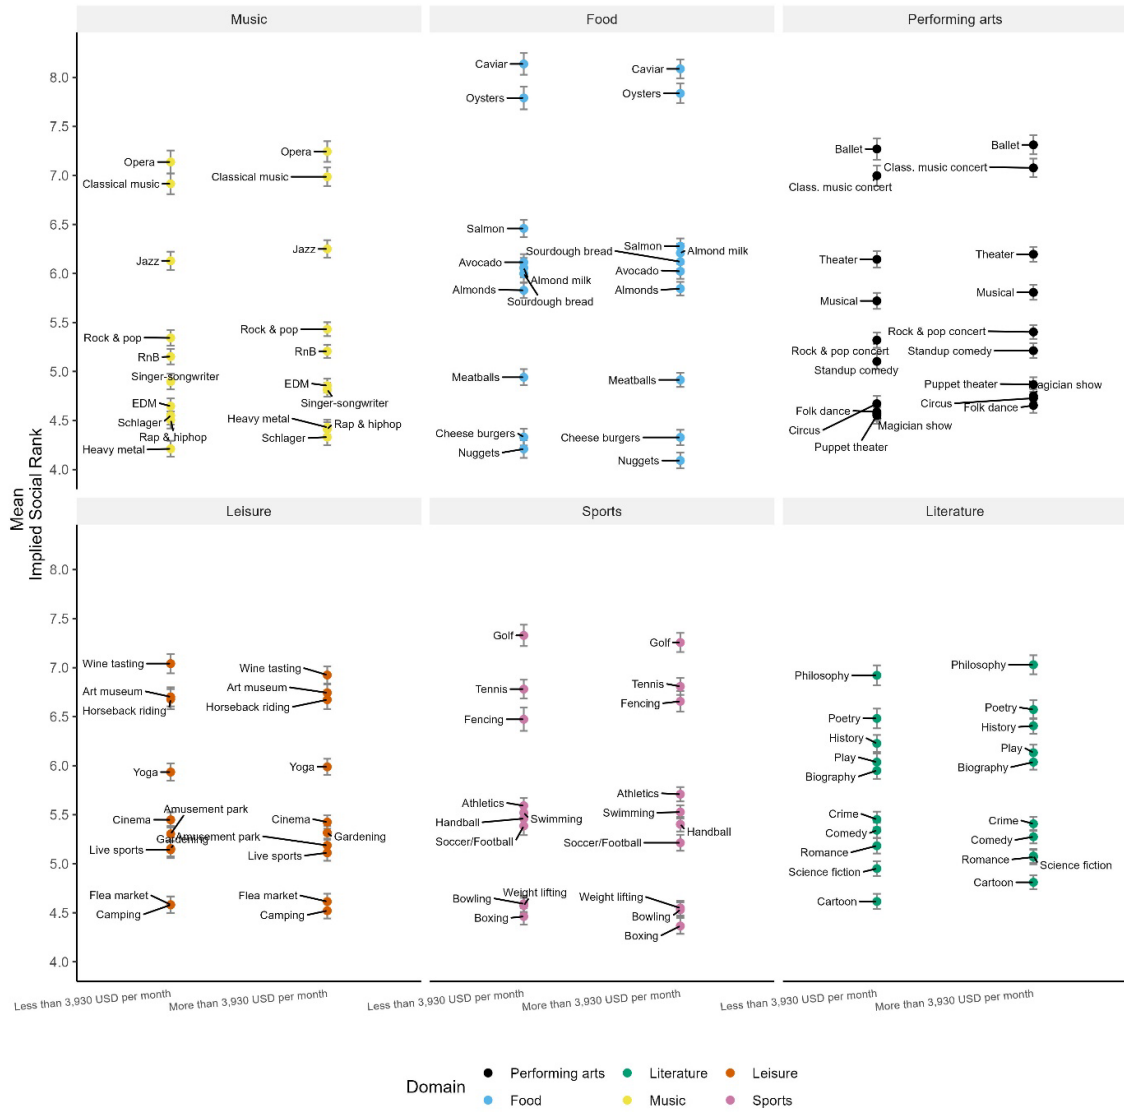 Music
Food
Performing arts
Mean
Implied Social Rank
8.0
7.5
7.0
6.5
6.0
5.5
5.0
4.5
4.0
Opera
Classical music
Jazz
Rock & pop
RnB
Singer-songwriter
EDM
Schlager
Rap & hiphop
Heavy metal
Opera
Classical music
Jazz
Rock & pop
RnB
EDM
Singer-songwriter
Heavy metal
Rap & hiphop
Schlager
Caviar
Oysters
Salmon
Avocado
Almond milk
Almonds
Sourdough bread
Meatballs
Cheese burgers
Nuggets
Caviar
Oysters
Salmon
Sourdough bread
Almond milk
Avocado
Almonds
Meatballs
Cheese burgers
Nuggets
Ballet
Class. music concert
Theater
Musical
Rock & pop concert
Standup comedy
Folk dance
Magician show
Circus
Puppet theater
Ballet
Class. music concert
Theater
Musical
Rock & pop concert
Standup comedy
Puppet theater
Magician show
Circus
Folk dance
Leisure
Sports
Literature
8.0
7.5
7.0
6.5
6.0
5.5
5.0
4.5
4.0
Wine tasting
Art museum
Horseback riding
Yoga
Amusement park
Cinema
Gardening
Live sports
Flea market
Camping
Wine tasting
Art museum
Horseback riding
Yoga
Cinema
Gardening
Amusement park
Live sports
Flea market
Camping
Golf
Tennis
Fencing
Athletics
Swimming
Handball
Soccer/Football
Weight lifting
Bowling
Boxing
Golf
Tennis
Fencing
Athletics
Swimming
Handball
Soccer/Football
Weight lifting
Bowling
Boxing
Philosophy
Poetry
History
Play
Biography
Crime
Comedy
Romance
Science fiction
Cartoon
Philosophy
Poetry
History
Play
Biography
Crime
Comedy
Romance
Science fiction
Cartoon
Less than 3,930 USD per month
More than 3,930 USD per month
Less than 3,930 USD per month
More than 3,930 USD per month
Less than 3,930 USD per month
More than 3,930 USD per month
Domain
Performing arts
Literature
Leisure
Food
Music
Sports